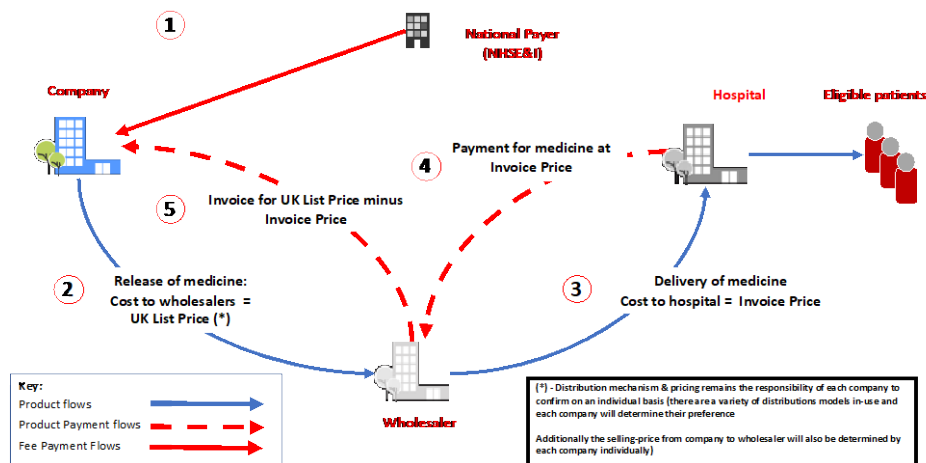 1
National Payer
(NHSE&I)
Company
Hospital
Eligible patients
4
Payment for medicine at
Invoice Price
5
Invoice for UK List Price minus
Invoice Price
2
Release of medicine:
Cost to wholesalers =
UK List Price (*)
3
Delivery of medicine
Cost to hospital = Invoice Price
Wholesaler
Key:
Product flows
Product Payment flows
Fee Payment Flows
(*) - Distribution mechanism & pricing remains the responsibility of each company
to confirm on an individual basis (there are a variety of distributions models in-use and
each company will determine their preference
Additionally the selling-price from company to wholesaler will also be determined by
each company individually)